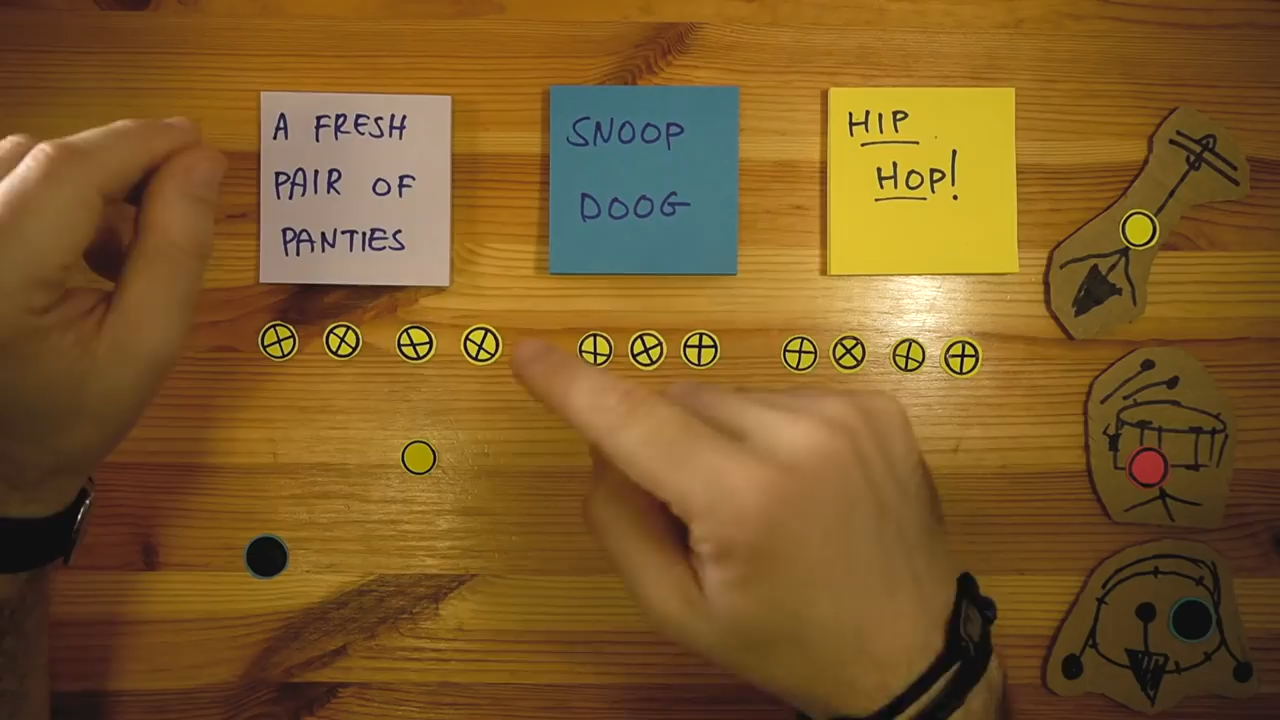 A FRESH
PAIR OF
PANTIES
SNOOP
DOOG
HIP
HOP!